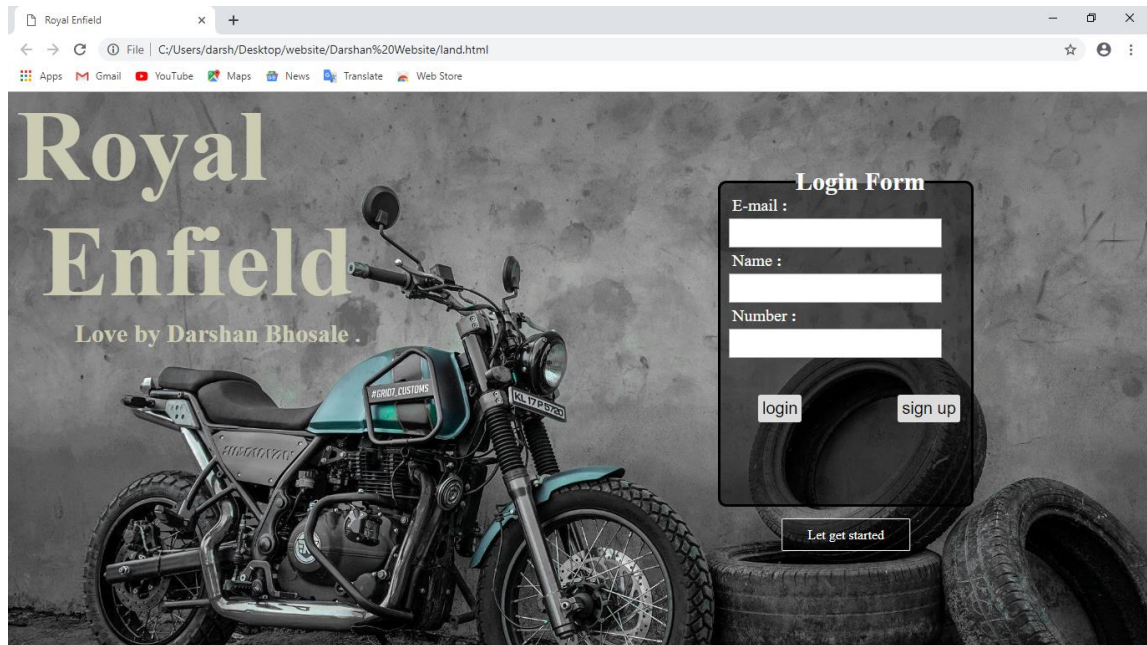 Royal Enfield
File
C:/Users/darsh/Desktop/website/Darshan%20Website/land.html
Apps
Gmail
YouTube
Maps
News
Translate
Web Store
Royal
Enfield
Love by Darshan Bhosale .
#GRID7_CUSTOMS
KL 17 P 5720
HIMALAYAN
Login Form
E-mail :
Name :
Number :
login
sign up
Let get started